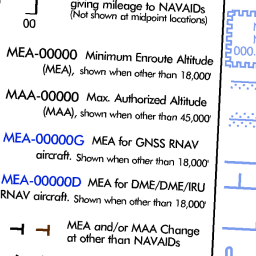 giving mileage to NAVAIDs
(Not shown at midpoint locations)
00
MEA-00000 Minimum Enroute Altitude
(MEA), shown when other than 18,000'
MAA-00000 Max. Authorized Altitude
(MAA), shown when other than 45,000'
MEA-00000G MEA for GNSS RNAV
aircraft. Shown when other than 18,000'
MEA-00000D MEA for DME/DME/IRU
RNAV aircraft. Shown when other than 18,000'
MEA and/or MAA Change
at other than NAVAIDs
000.